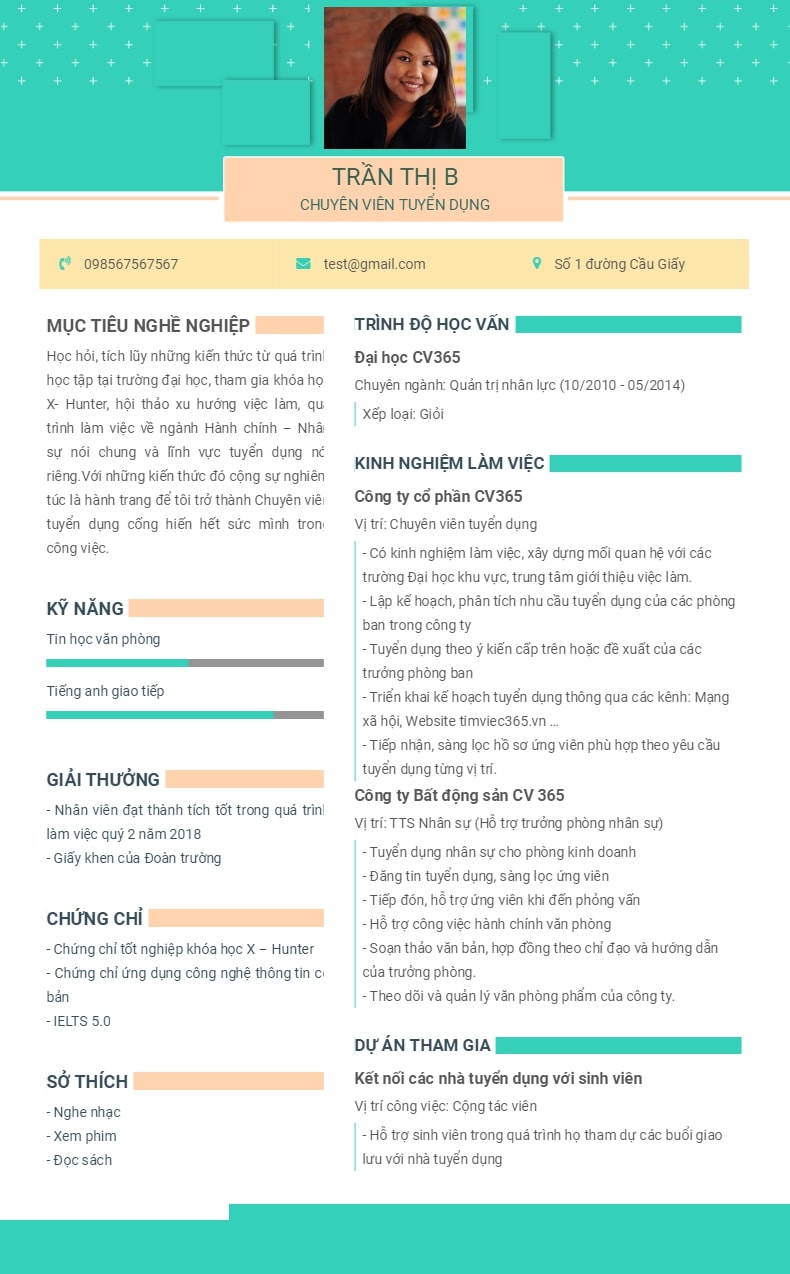 TRẦN THỊ B
CHUYÊN VIÊN TUYỂN DỤNG
098567567567
test@gmail.com
Số 1 đường Cầu Giấy
MỤC TIÊU NGHỀ NGHIỆP
Học hỏi, tích lũy những kiến thức từ quá trình
học tập tại trường đại học, tham gia khóa học
X- Hunter, hội thảo xu hướng việc làm, quá
trình làm việc về ngành Hành chính – Nhân
sự nói chung và lĩnh vực tuyển dụng nói
riêng.Với những kiến thức đó cộng sự nghiêm
túc là hành trang để tôi trở thành Chuyên viên
tuyển dụng cống hiến hết sức mình trong
công việc.
KỸ NĂNG
Tin học văn phòng
Tiếng anh giao tiếp
GIẢI THƯỞNG
- Nhân viên đạt thành tích tốt trong quá trình
làm việc quý 2 năm 2018
- Giấy khen của Đoàn trường
CHỨNG CHỈ
- Chứng chỉ tốt nghiệp khóa học X – Hunter
- Chứng chỉ ứng dụng công nghệ thông tin cơ
bản
- IELTS 5.0
SỞ THÍCH
- Nghe nhạc
- Xem phim
- Đọc sách
TRÌNH ĐỘ HỌC VẤN
Đại học CV365
Chuyên ngành: Quản trị nhân lực (10/2010 - 05/2014)
Xếp loại: Giỏi
KINH NGHIỆM LÀM VIỆC
Công ty cổ phần CV365
Vị trí: Chuyên viên tuyển dụng
- Có kinh nghiệm làm việc, xây dựng mối quan hệ với các
trường Đại học khu vực, trung tâm giới thiệu việc làm.
- Lập kế hoạch, phân tích nhu cầu tuyển dụng của các phòng
ban trong công ty
- Tuyển dụng theo ý kiến cấp trên hoặc đề xuất của các
trưởng phòng ban
- Triển khai kế hoạch tuyển dụng thông qua các kênh: Mạng
xã hội, Website timviec365.vn ...
- Tiếp nhận, sàng lọc hồ sơ ứng viên phù hợp theo yêu cầu
tuyển dụng từng vị trí.
Công ty Bất động sản CV 365
Vị trí: TTS Nhân sự (Hỗ trợ trưởng phòng nhân sự)
- Tuyển dụng nhân sự cho phòng kinh doanh
- Đăng tin tuyển dụng, sàng lọc ứng viên
- Tiếp đón, hỗ trợ ứng viên khi đến phỏng vấn
- Hỗ trợ công việc hành chính văn phòng
- Soạn thảo văn bản, hợp đồng theo chỉ đạo và hướng dẫn
của trưởng phòng.
- Theo dõi và quản lý văn phòng phẩm của công ty.
DỰ ÁN THAM GIA
Kết nối các nhà tuyển dụng với sinh viên
Vị trí công việc: Cộng tác viên
- Hỗ trợ sinh viên trong quá trình họ tham dự các buổi giao
lưu với nhà tuyển dụng